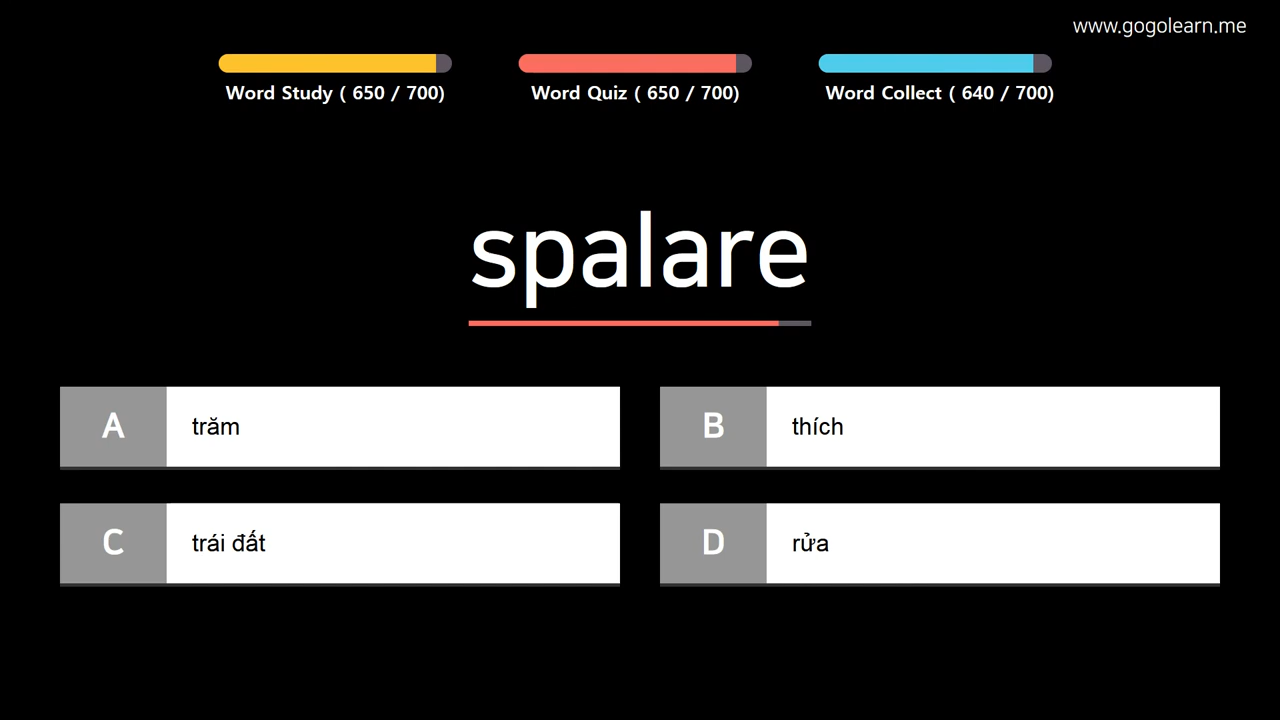 www.gogolearn.me
Word Study ( 650 / 700)
Word Quiz ( 650 / 700)
Word Collect ( 640 / 700)
spalare
A trăm
B thích
C trái đất
D rửa